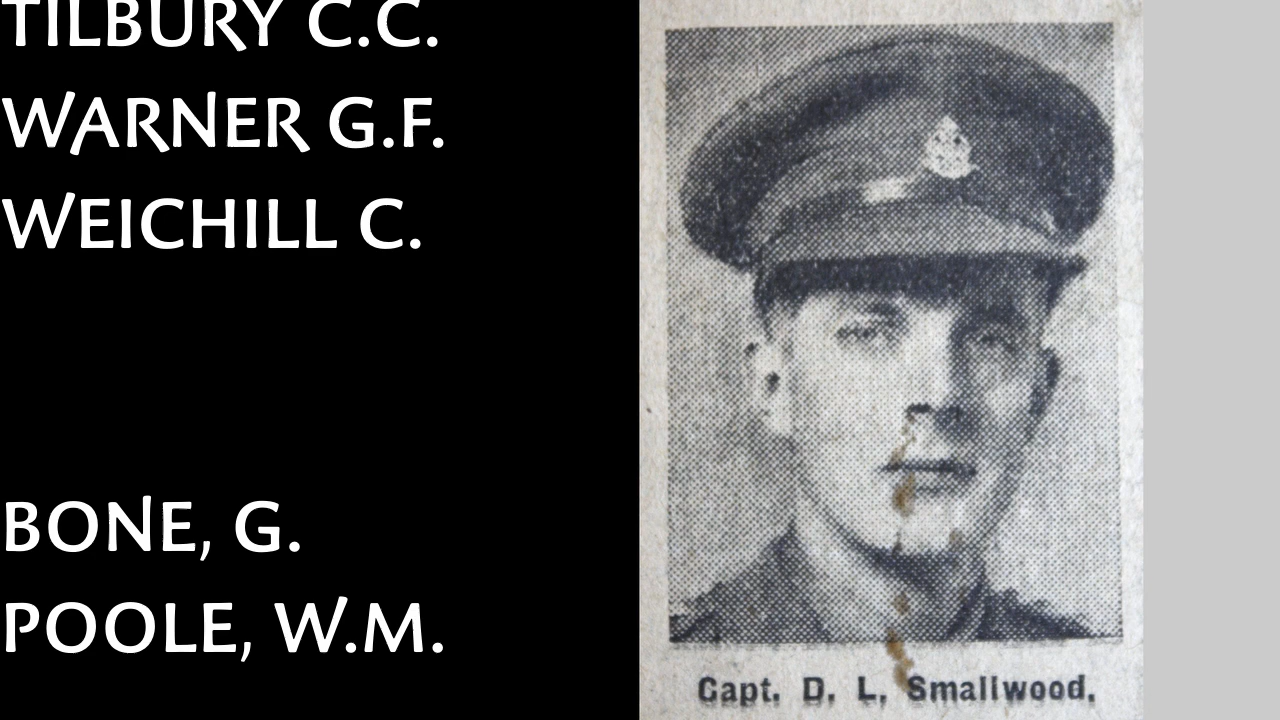 TILBURY C.C.
WARNER G.F.
WEICHILL C.
BONE, G.
POOLE, W.M.
Capt. D. L. Smallwood.